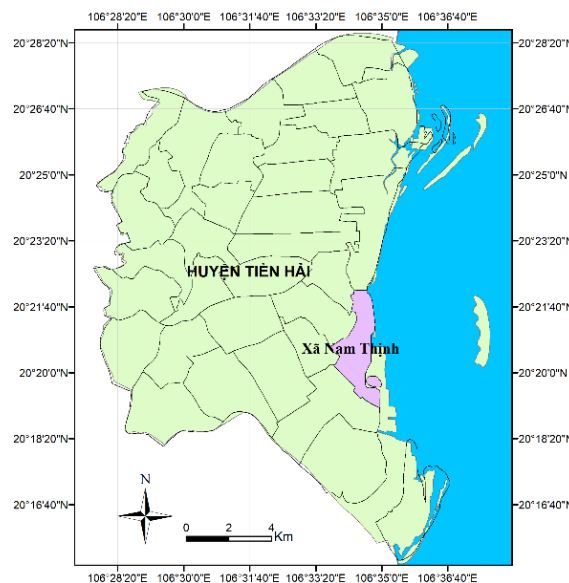 106°28'20"E 106°30'0"E 106°31'40"E 106°33'20"E 106°35'0"E 106°36'40"E
20°28'20"N 20°28'20"N
20°26'40"N 20°26'40"N
20°25'0"N 20°25'0"N
20°23'20"N 20°23'20"N
HUYỆN TIỀN HẢI
20°21'40"N 20°21'40"N
Xã Nam Thịnh
20°20'0"N 20°20'0"N
20°18'20"N 20°18'20"N
20°16'40"N 20°16'40"N
N
0 2 4
Km
106°28'20"E 106°30'0"E 106°31'40"E 106°33'20"E 106°35'0"E 106°36'40"E